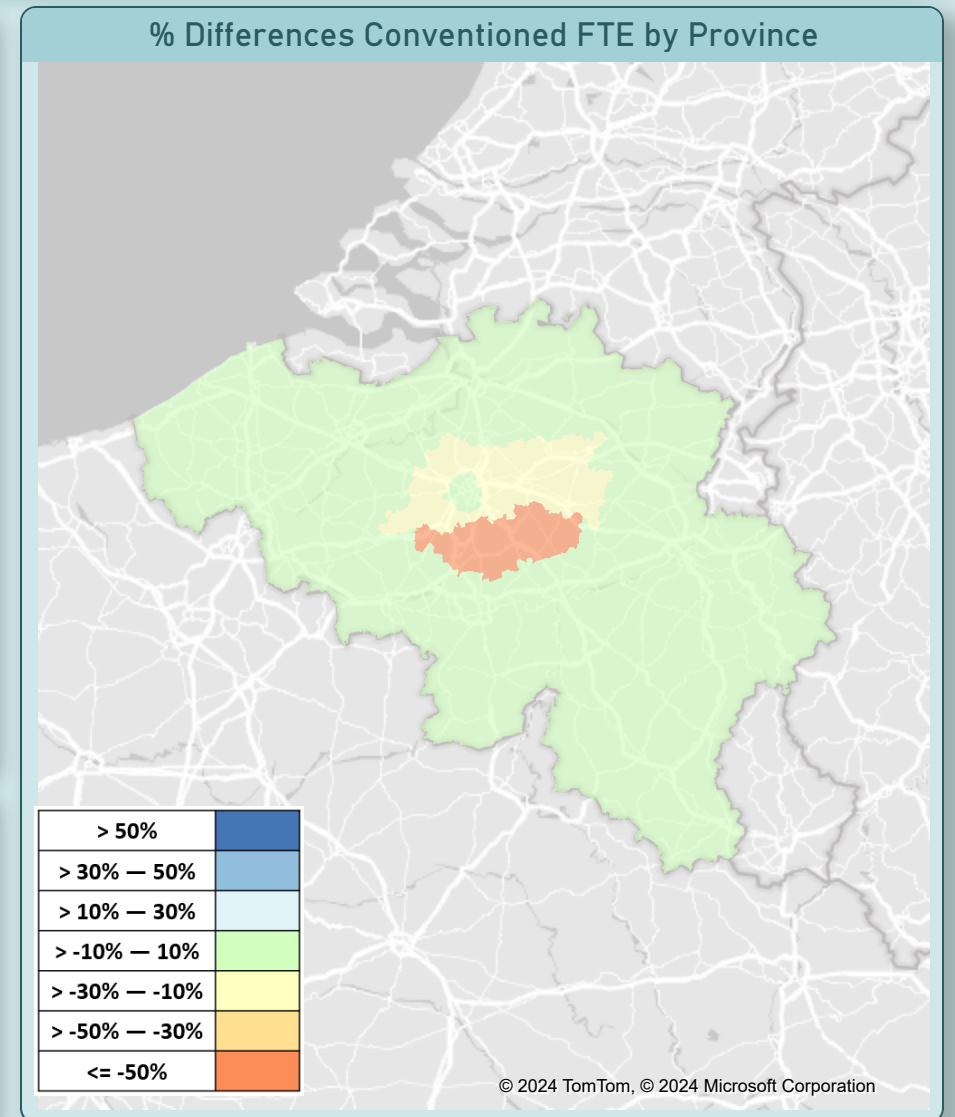 % Differences Conventioned FTE by Province
> 50%
> 30% — 50%
> 10% — 30%
> -10% — 10%
> -30% — -10%
> -50% — -30%
<= -50%
© 2024 TomTom, © 2024 Microsoft Corporation